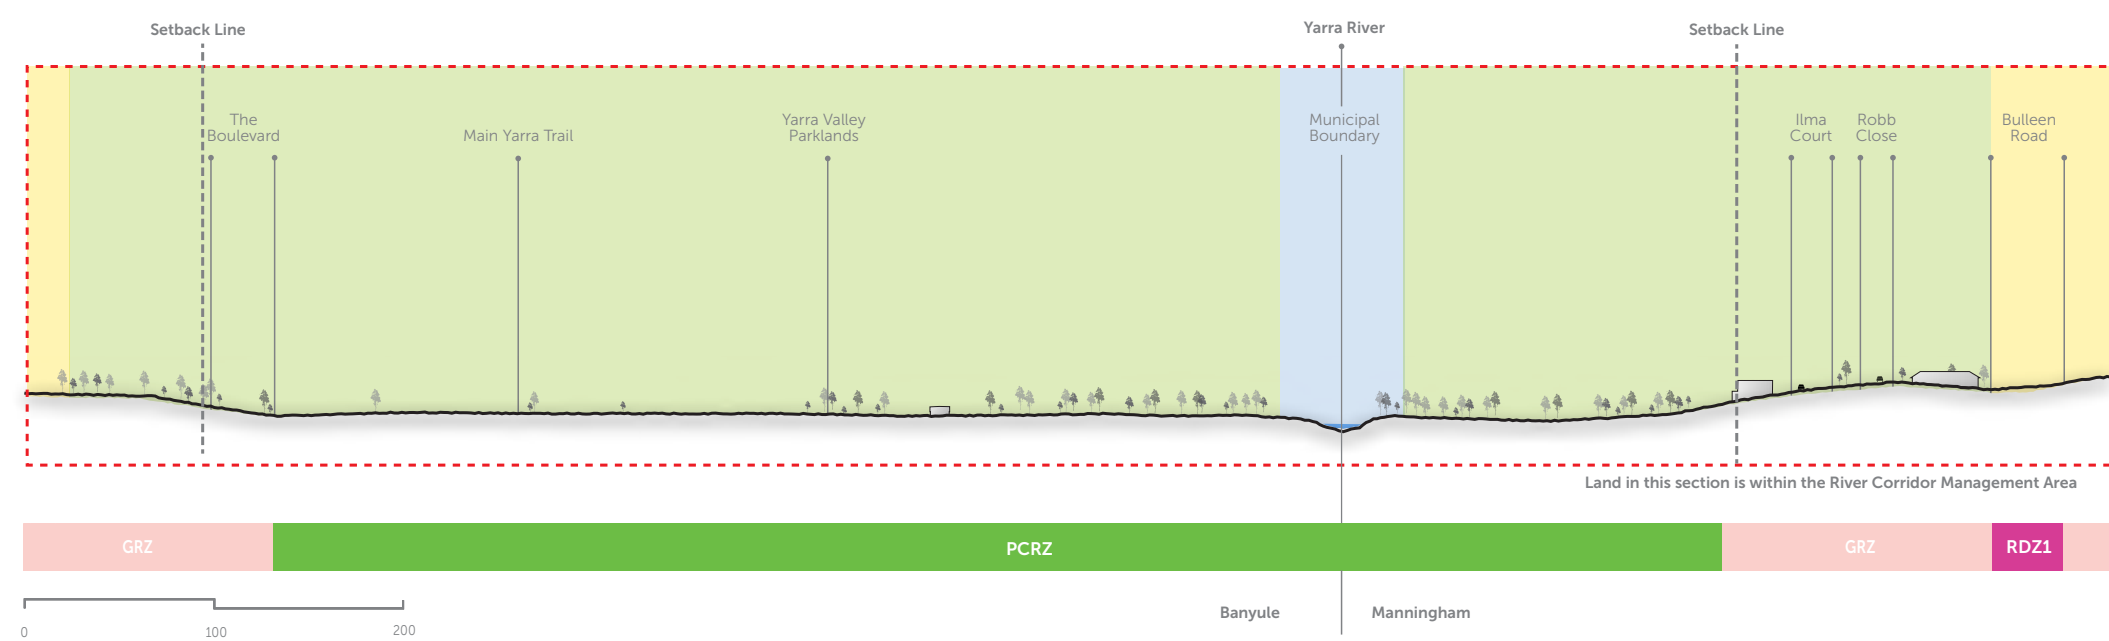 Setback Line
Yarra River
Setback Line
The
Boulevard
Main Yarra Trail
Yarra Valley
Parklands
Municipal
Boundary
Ilma
Court
Robb
Close
Bulleen
Road
Land in this section is within the River Corridor Management Area
GRZ
PCRZ
GRZ
RDZ1
Banyule
Manningham
0
100
200